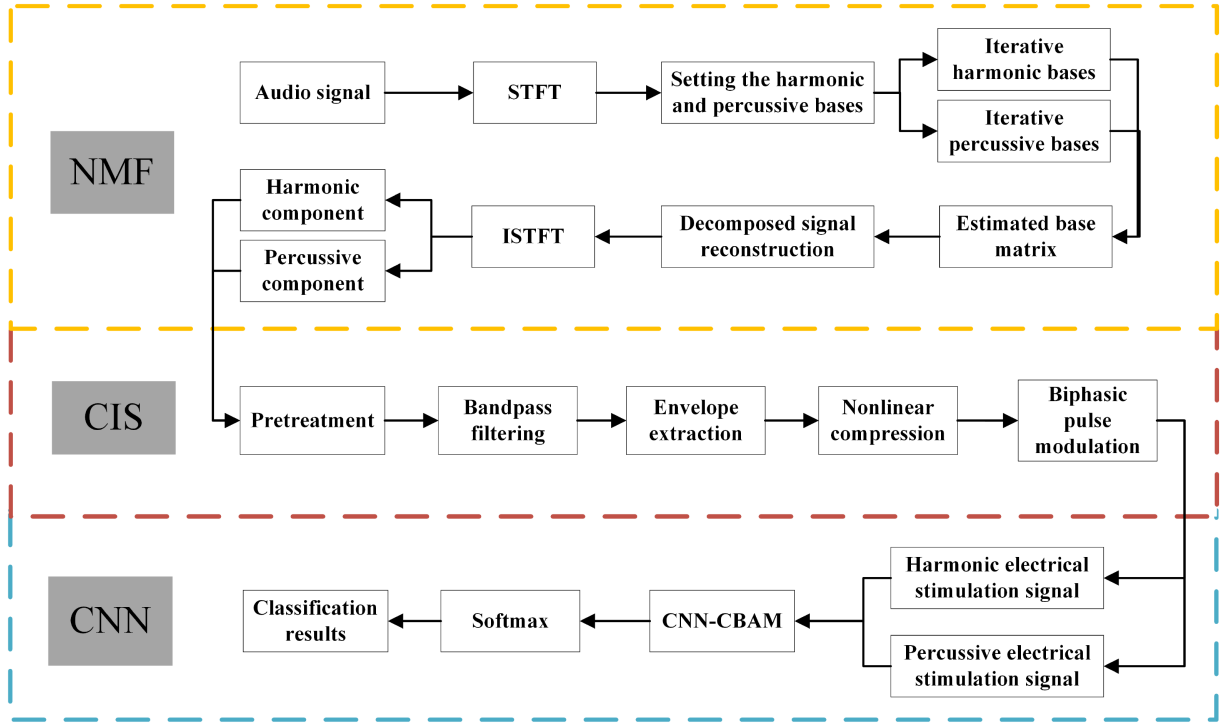 NMF
Audio signal
STFT
Setting the harmonic
and percussive bases
Iterative
harmonic bases
Iterative
percussive bases
Harmonic
component
Percussive
component
ISTFT
Decomposed signal
reconstruction
Estimated base
matrix
CIS
Pretreatment
Bandpass
filtering
Envelope
extraction
Nonlinear
compression
Biphasic
pulse
modulation
CNN
Classification
results
Softmax
CNN-CBAM
Harmonic electrical
stimulation signal
Percussive electrical
stimulation signal